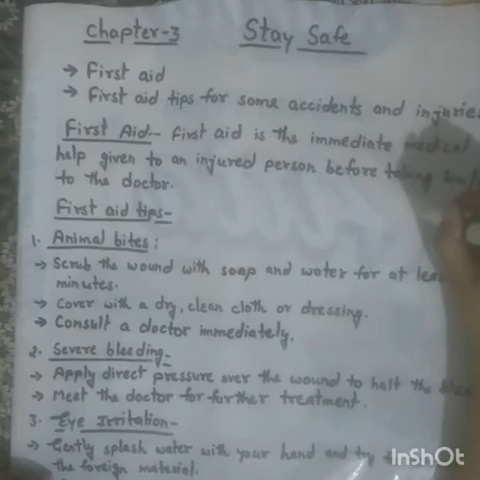 Chapter-3 Stay Safe
→ First aid
→ First aid tips for some accidents and injuries
First Aid- First aid is the immediate medical
help given to an injured person before taking
to the doctor.
First aid tips-
1. Animal bites:
→ Scrub the wound with soap and water for at
minutes.
→ Cover with a dry, clean cloth or dressing.
→ Consult a doctor immediately.
2. Severe bleeding-
→ Apply direct pressure over the wound to halt the
→ Meet the doctor for further treatment.
3. Eye Irritation-
→ Gently splash water with your hand and try
the foreign material.
InShOt